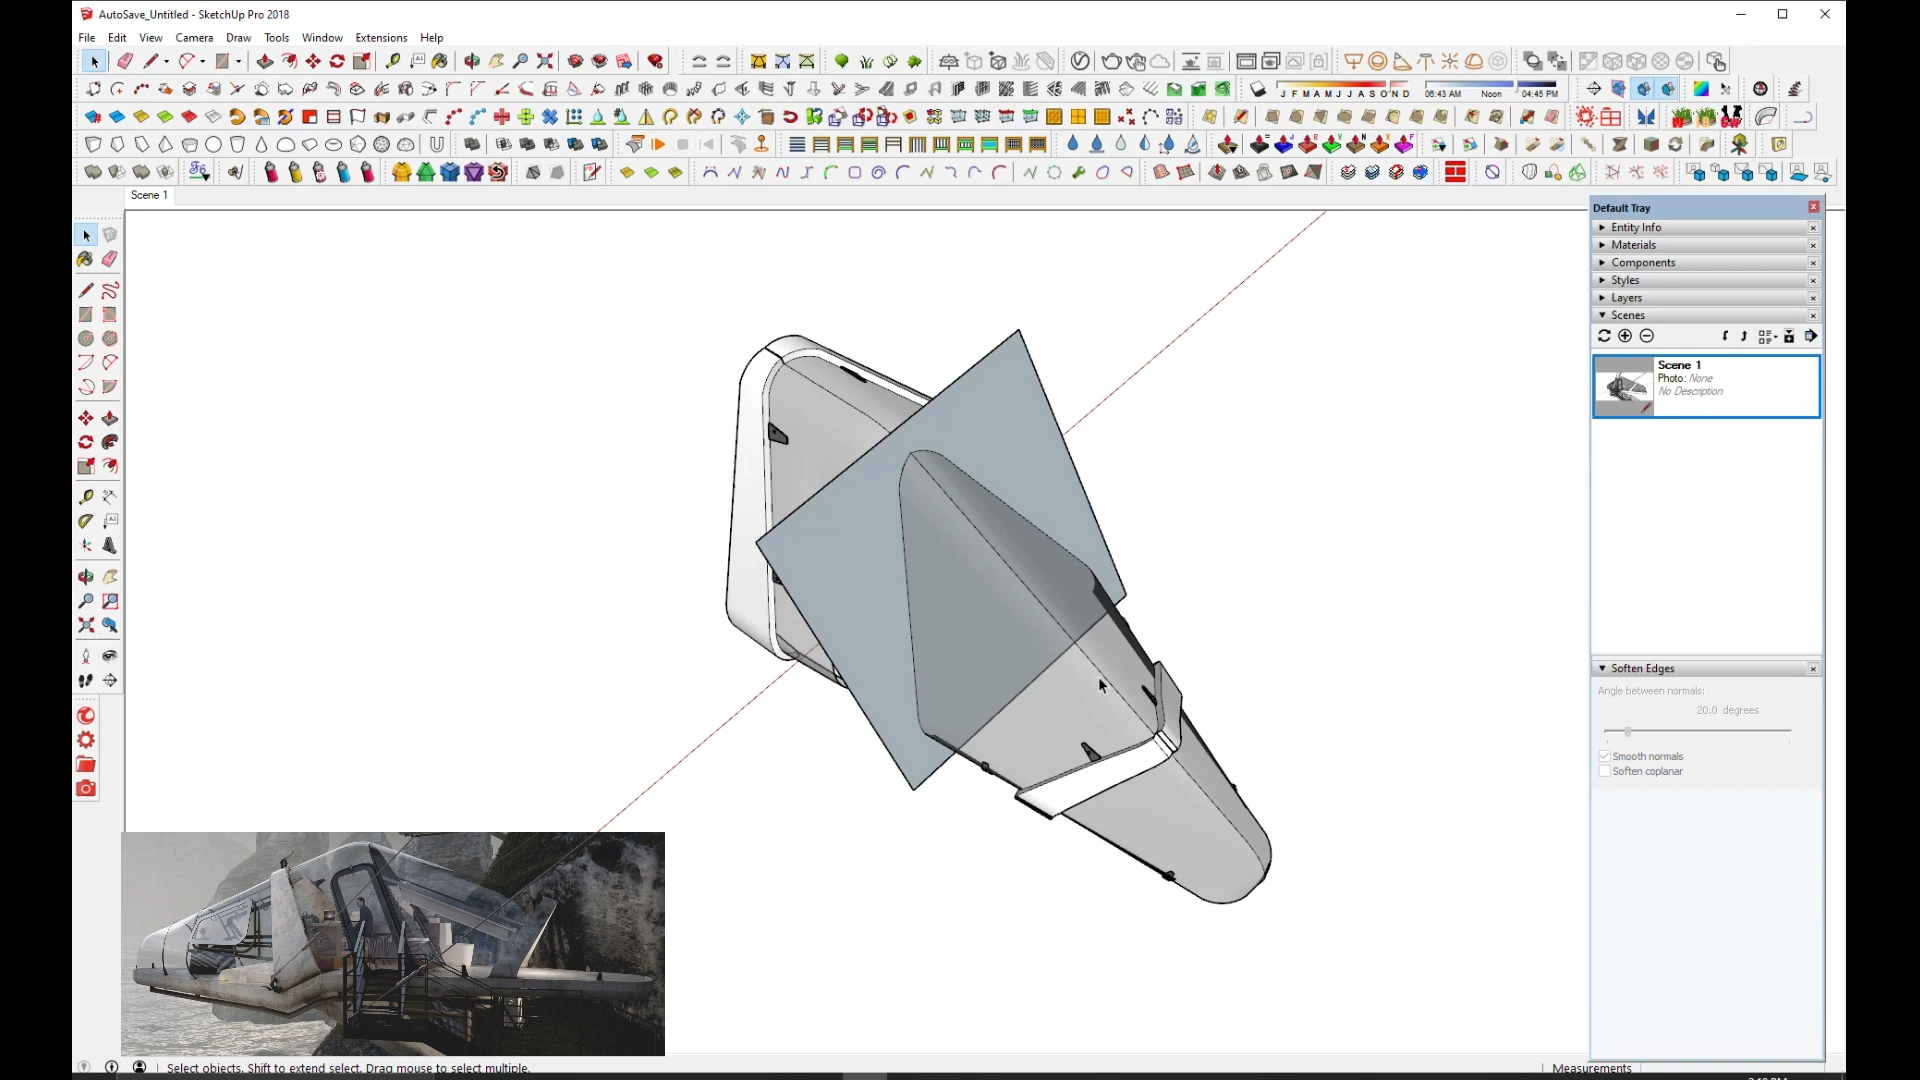 AutoSave_Untitled - SketchUp Pro 2018
File Edit View Camera Draw Tools Window Extensions Help
J F M A M J J A S O N D 06:43 AM Noon 04:45 PM
Scene 1
Default Tray
Entity Info
Materials
Components
Styles
Layers
Scenes
Scene 1
Photo: None
No Description
Soften Edges
Angle between normals:
20.0 degrees
Smooth normals
Soften coplanar
Select objects. Shift to extend select. Drag mouse to select multiple.
Measurements